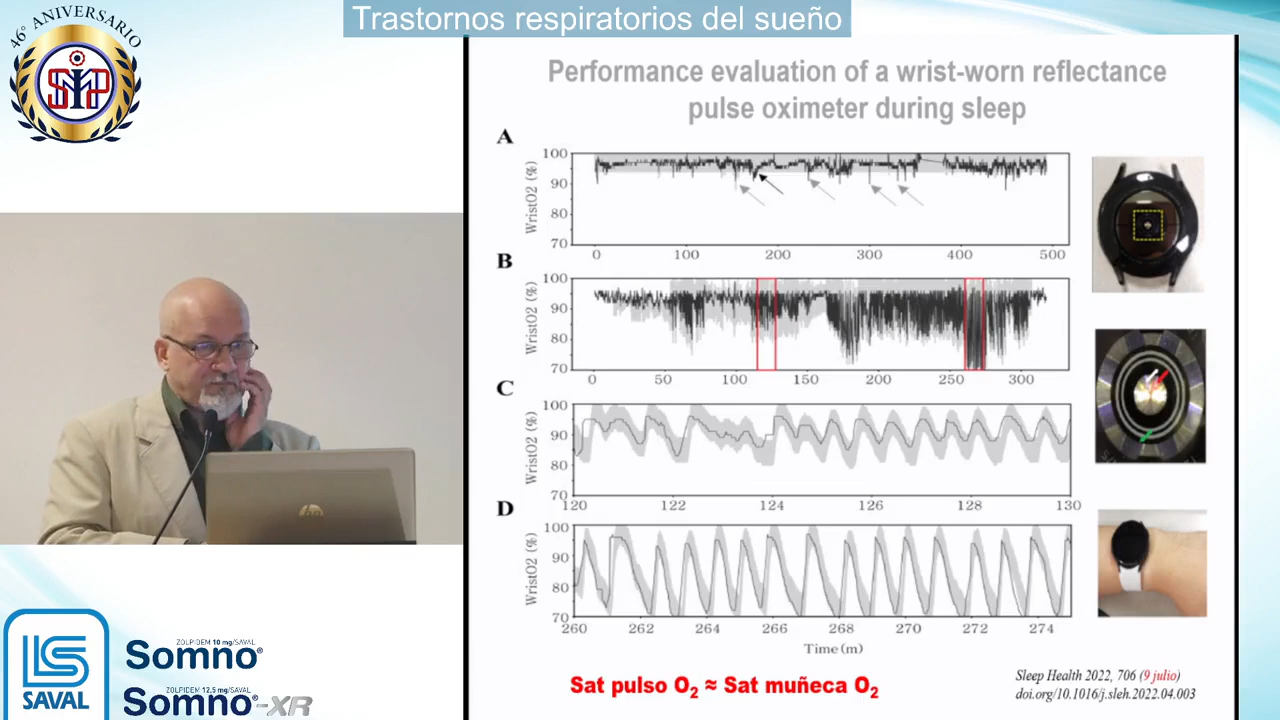 Trastornos respiratorios del sueño
46° ANIVERSARIO
Performance evaluation of a wrist-worn reflectance
pulse oximeter during sleep
A
WristO2 (%)
100
90
80
70
0 100 200 300 400 500
B
WristO2 (%)
100
90
80
70
0 50 100 150 200 250 300
C
WristO2 (%)
100
90
80
70
120 122 124 126 128 130
D
WristO2 (%)
100
90
80
70
260 262 264 266 268 270 272 274
Time (m)
Sat pulso O2 ≈ Sat muñeca O2
Sleep Health 2022, 706 (9 julio)
doi.org/10.1016/j.sleh.2022.04.003
hp
LS
SAVAL
ZOLPIDEM 10 mg/SAVAL
Somno®
ZOLPIDEM 12,5 mg/SAVAL
Somno®-XR